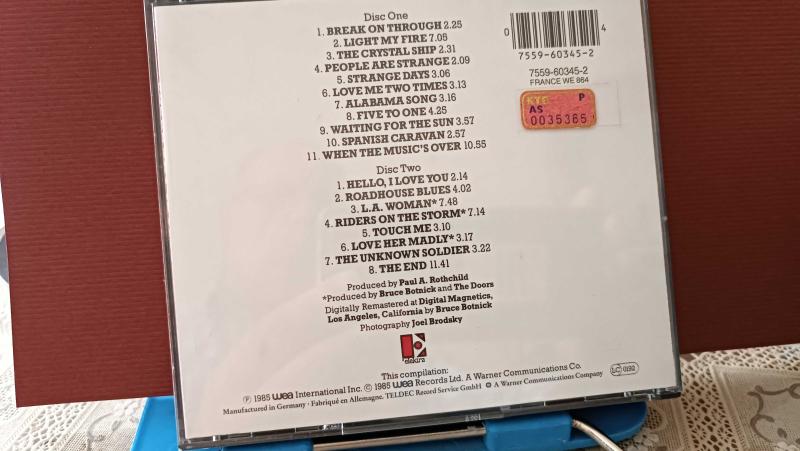 Disc One
1. BREAK ON THROUGH 2.25
2. LIGHT MY FIRE 7.05
3. THE CRYSTAL SHIP 2.31
4. PEOPLE ARE STRANGE 2.09
5. STRANGE DAYS 3.06
6. LOVE ME TWO TIMES 3.13
7. ALABAMA SONG 3.16
8. FIVE TO ONE 4.25
9. WAITING FOR THE SUN 3.57
10. SPANISH CARAVAN 2.57
11. WHEN THE MUSIC'S OVER 10.55
Disc Two
1. HELLO, I LOVE YOU 2.14
2. ROADHOUSE BLUES 4.02
3. L.A. WOMAN* 7.48
4. RIDERS ON THE STORM* 7.14
5. TOUCH ME 3.10
6. LOVE HER MADLY* 3.17
7. THE UNKNOWN SOLDIER 3.22
8. THE END 11.41
Produced by Paul A. Rothchild
*Produced by Bruce Botnick and The Doors
Digitally Remastered at Digital Magnetics,
Los Angeles, California by Bruce Botnick
Photography Joel Brodsky
elektra
This compilation:
℗ 1985 wea International Inc. © 1985 wea Records Ltd. A Warner Communications Co.
Manufactured in Germany · Fabriqué en Allemagne. TELDEC Record Service GmbH · A Warner Communications Company
LC 0192
0 4
7559-60345-2
7559-60345-2
FRANCE WE 864
P
AS
0035365